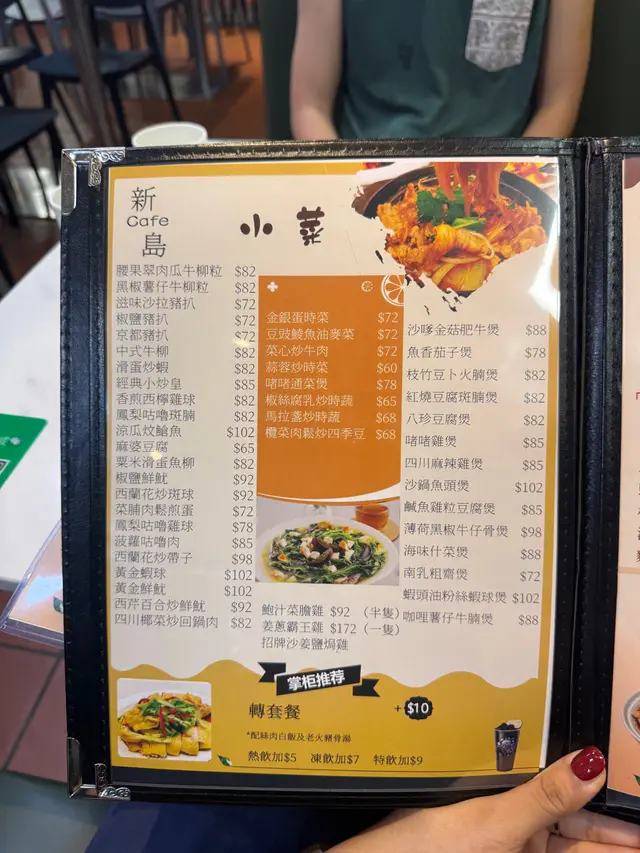 新
Cafe
島
小菜
腰果翠肉瓜牛柳粒 $82
黑椒薯仔牛柳粒 $82
滋味沙拉豬扒 $72
椒鹽豬扒 $72
京都豬扒 $72
中式牛柳 $82
滑蛋炒蝦 $82
經典小炒皇 $85
香煎西檸雞球 $82
鳳梨咕嚕斑腩 $82
涼瓜炆鯰魚 $102
麻婆豆腐 $65
粟米滑蛋魚柳 $82
椒鹽鮮魷 $92
西蘭花炒斑球 $92
菜脯肉鬆煎蛋 $72
鳳梨咕嚕雞球 $78
菠蘿咕嚕肉 $85
西蘭花炒帶子 $98
黃金蝦球 $102
黃金鮮魷 $102
西芹百合炒鮮魷 $92
四川椰菜炒回鍋肉 $82
金銀蛋時菜 $72
豆豉鯪魚油麥菜 $72
菜心炒牛肉 $72
蒜蓉炒時菜 $60
啫啫通菜煲 $78
椒絲腐乳炒時蔬 $65
馬拉盞炒時蔬 $68
欖菜肉鬆炒四季豆 $68
鮑汁菜膽雞 $92 （半隻）
姜蔥霸王雞 $172（一隻）
招牌沙姜鹽焗雞
沙嗲金菇肥牛煲 $88
魚香茄子煲 $78
枝竹豆卜火腩煲 $82
紅燒豆腐斑腩煲 $82
八珍豆腐煲 $82
啫啫雞煲 $85
四川麻辣雞煲 $85
沙鍋魚頭煲 $102
鹹魚雞粒豆腐煲 $85
薄荷黑椒牛仔骨煲 $98
海味什菜煲 $88
南乳粗齋煲 $72
蝦頭油粉絲蝦球煲 $102
咖哩薯仔牛腩煲 $88
掌柜推荐
轉套餐 +$10
*配絲肉白飯及老火豬骨湯
熱飲加$5 凍飲加$7 特飲加$9